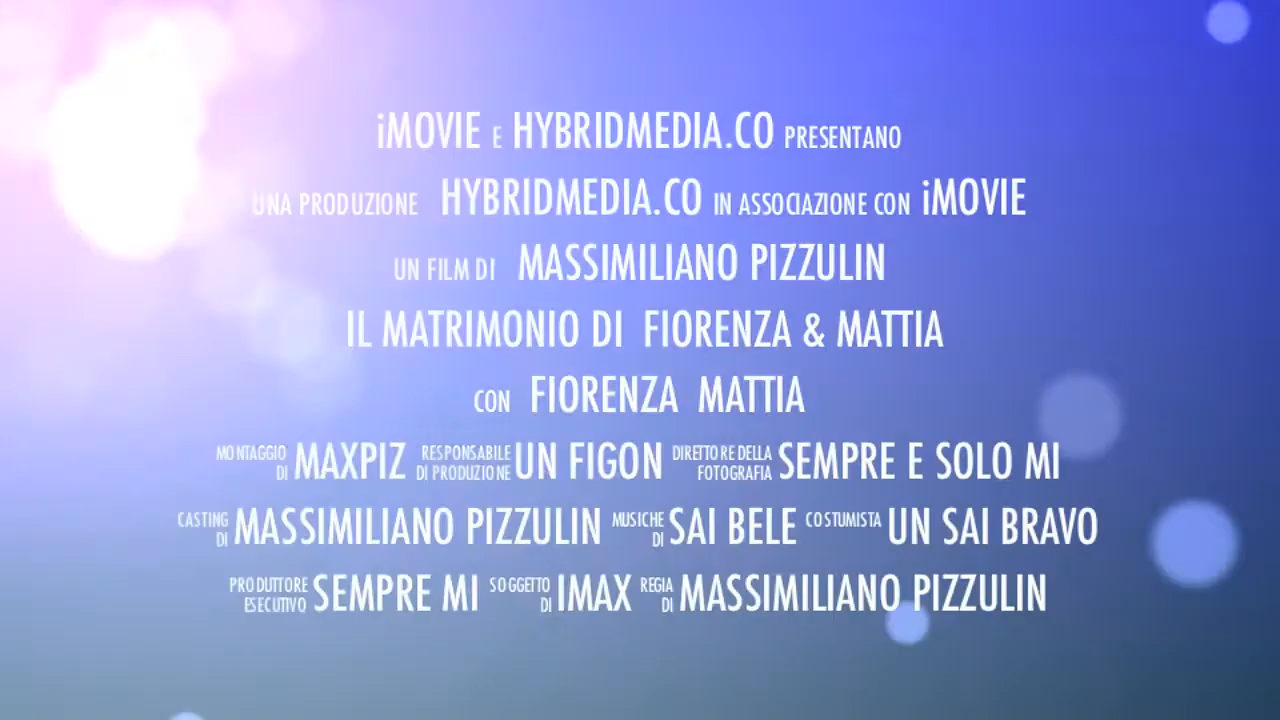 iMOVIE E HYBRIDMEDIA.CO PRESENTANO
UNA PRODUZIONE HYBRIDMEDIA.CO IN ASSOCIAZIONE CON iMOVIE
UN FILM DI MASSIMILIANO PIZZULIN
IL MATRIMONIO DI FIORENZA & MATTIA
CON FIORENZA MATTIA
MONTAGGIO DI MAXPIZ RESPONSABILE DI PRODUZIONE UN FIGON DIRETTORE DELLA FOTOGRAFIA SEMPRE E SOLO MI
CASTING DI MASSIMILIANO PIZZULIN MUSICHE DI SAI BELE COSTUMISTA UN SAI BRAVO
PRODUTTORE ESECUTIVO SEMPRE MI SOGGETTO DI IMAX REGIA DI MASSIMILIANO PIZZULIN